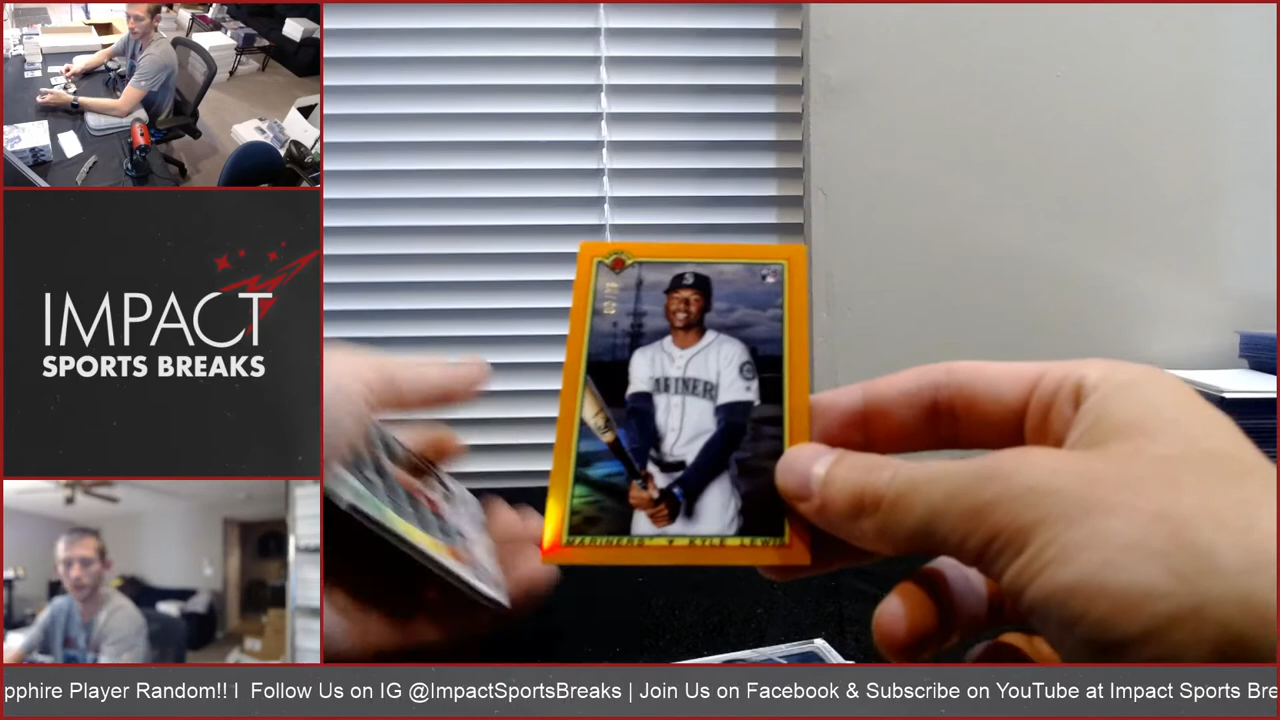 IMPACT
SPORTS BREAKS
S
MARINERS
MARINERS KYLE LEWIS
pphire Player Random!! I Follow Us on IG @ImpactSportsBreaks | Join Us on Facebook & Subscribe on YouTube at Impact Sports Bre